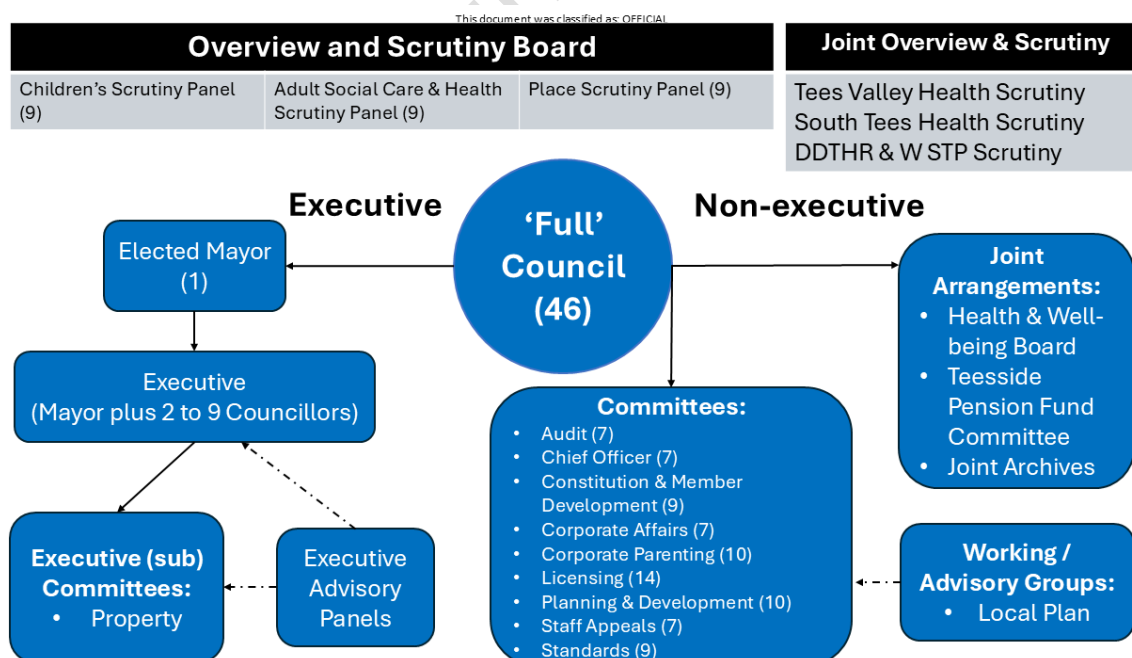 This document was classified as: OFFICIAL
Overview and Scrutiny Board
Children's Scrutiny Panel
(9)
Adult Social Care & Health
Scrutiny Panel (9)
Place Scrutiny Panel (9)
Joint Overview & Scrutiny
Tees Valley Health Scrutiny
South Tees Health Scrutiny
DDTHR & W STP Scrutiny
Executive
Non-executive
'Full'
Council
(46)
Elected Mayor
(1)
Executive
(Mayor plus 2 to 9 Councillors)
Executive (sub)
Committees:
• Property
Executive
Advisory
Panels
Committees:
• Audit (7)
• Chief Officer (7)
• Constitution & Member
Development (9)
• Corporate Affairs (7)
• Corporate Parenting (10)
• Licensing (14)
• Planning & Development (10)
• Staff Appeals (7)
• Standards (9)
Joint
Arrangements:
• Health & Well-
being Board
• Teesside
Pension Fund
Committee
• Joint Archives
Working /
Advisory Groups:
• Local Plan